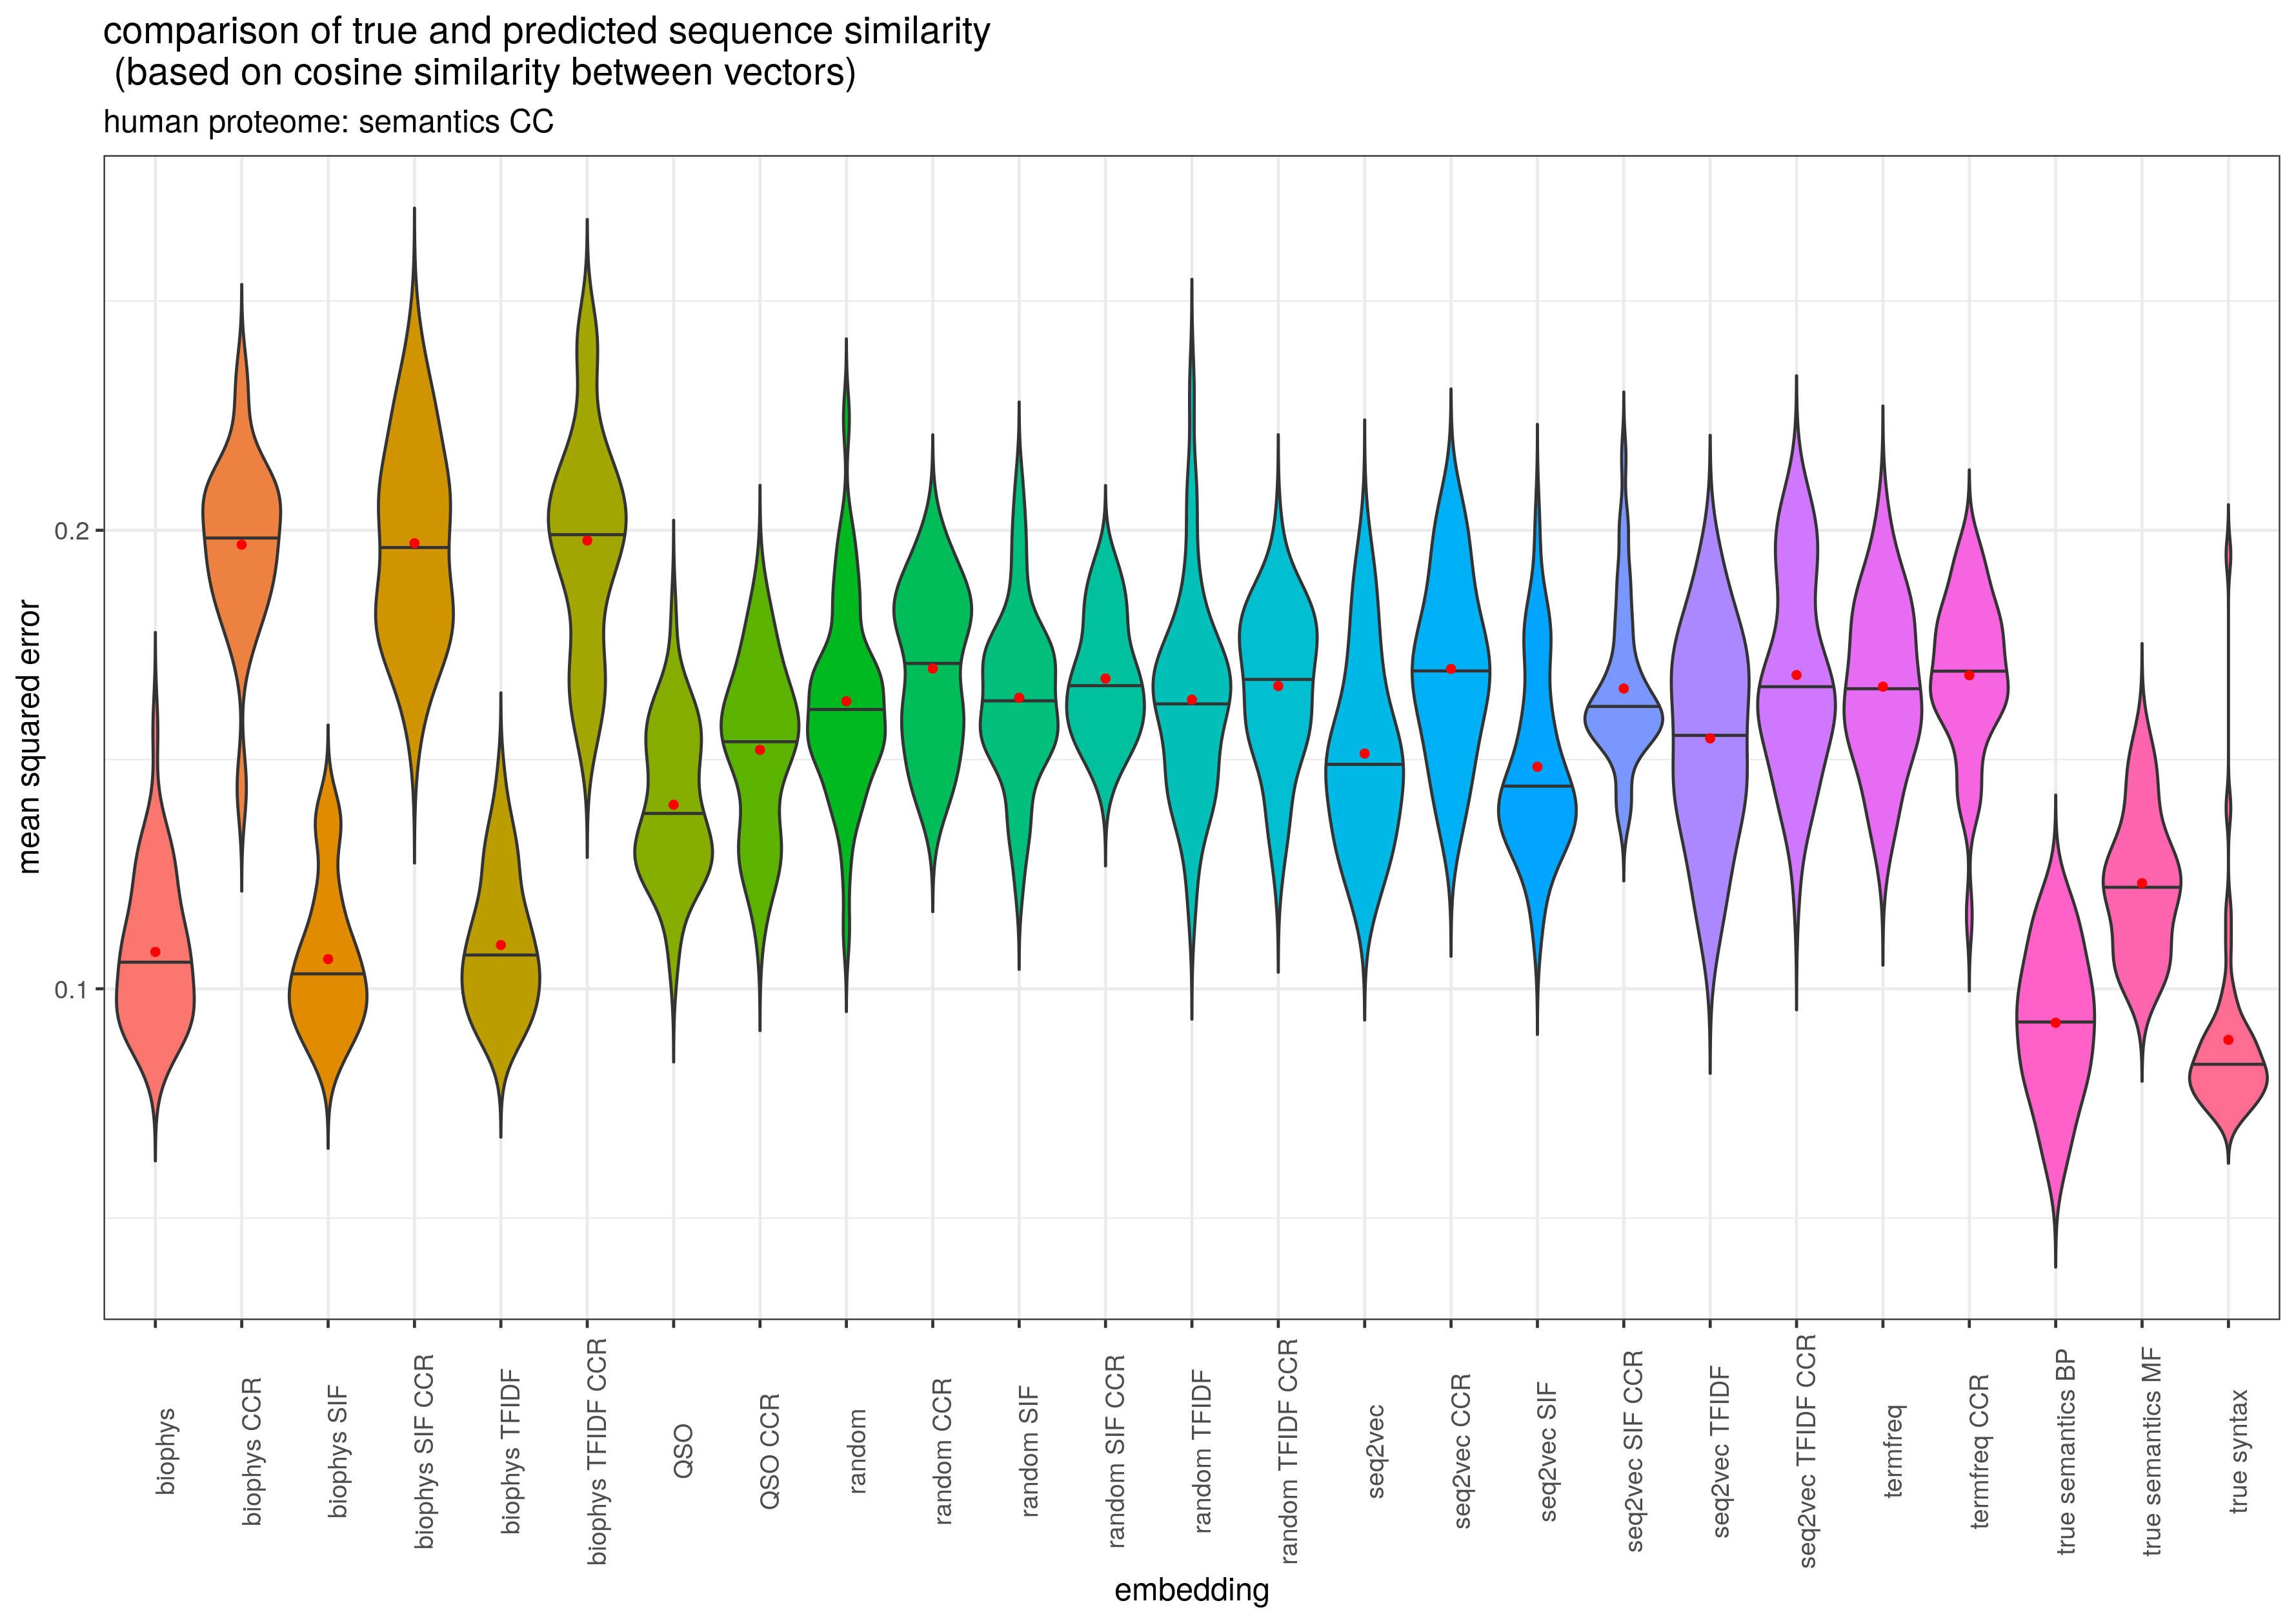 comparison of true and predicted sequence similarity
(based on cosine similarity between vectors)
human proteome: semantics CC
mean squared error
0.2
0.1
biophys
biophys CCR
biophys SIF
biophys SIF CCR
biophys TFIDF
biophys TFIDF CCR
QSO
QSO CCR
random
random CCR
random SIF
random SIF CCR
random TFIDF
random TFIDF CCR
seq2vec
seq2vec CCR
seq2vec SIF
seq2vec SIF CCR
seq2vec TFIDF
seq2vec TFIDF CCR
termfreq
termfreq CCR
true semantics BP
true semantics MF
true syntax
embedding